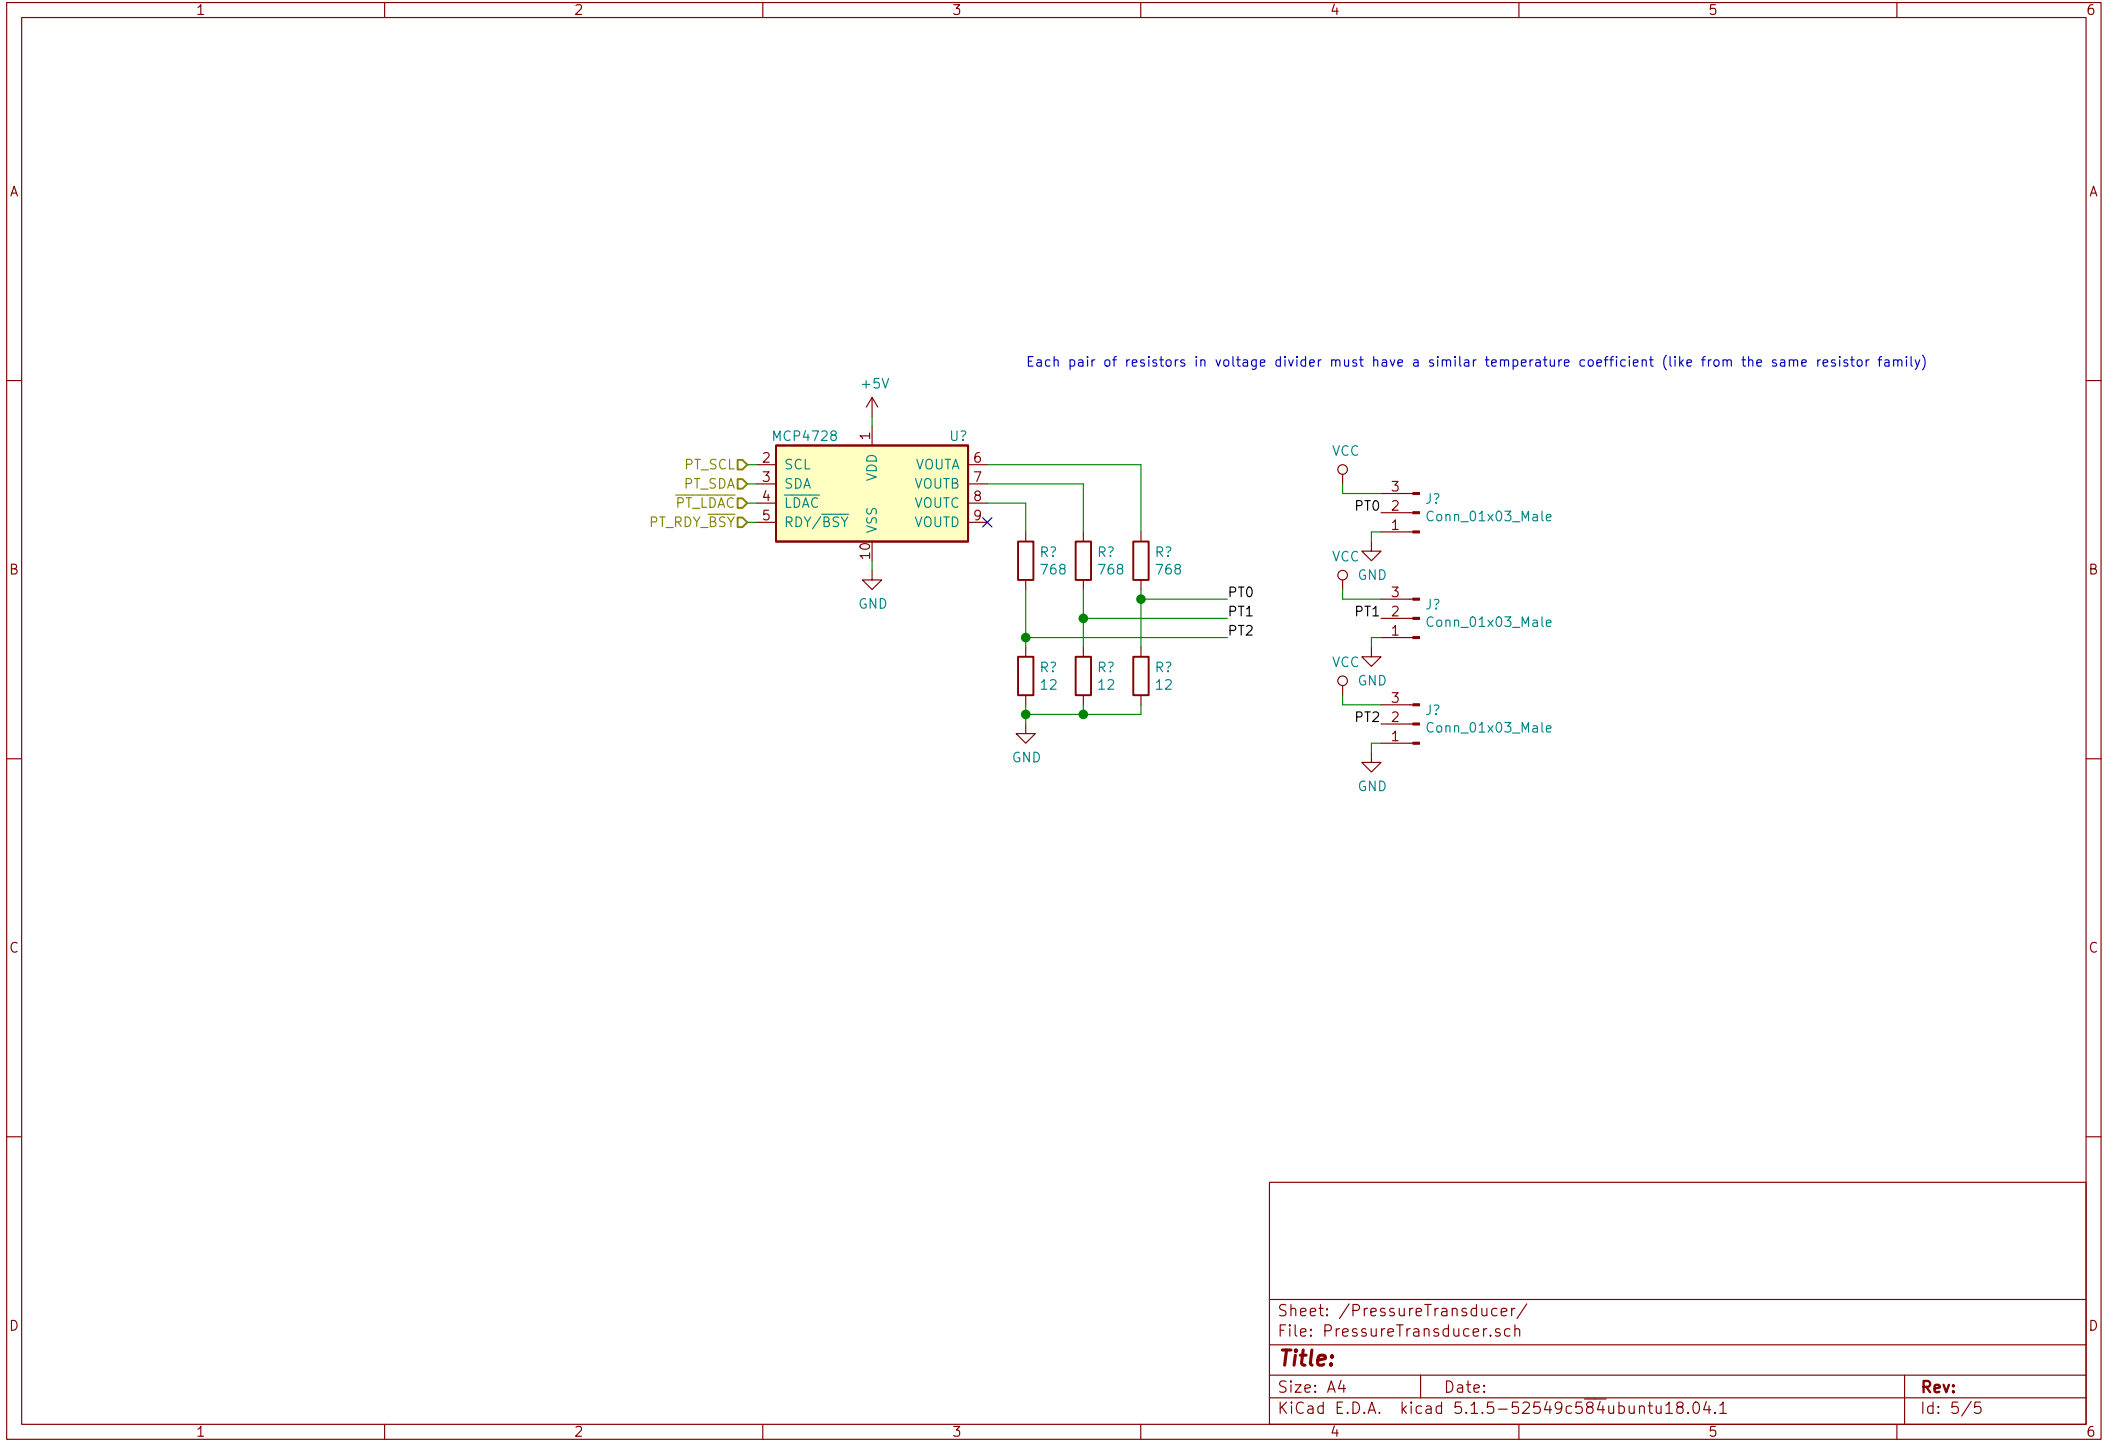 1 2 3 4 5 6
A A
Each pair of resistors in voltage divider must have a similar temperature coefficient (like from the same resistor family)
+5V
MCP4728 U?
1
VDD
PT_SCL 2 SCL VOUTA 6
PT_SDA 3 SDA VOUTB 7
PT_LDAC 4 LDAC VOUTC 8
PT_RDY_BSY 5 RDY/BSY VOUTD 9
VSS
10
GND
R? R? R?
768 768 768
PT0
PT1
PT2
R? R? R?
12 12 12
GND
VCC
3
J?
PT0 2
Conn_01x03_Male
1
GND
VCC
3
J?
PT1 2
Conn_01x03_Male
1
GND
VCC
3
J?
PT2 2
Conn_01x03_Male
1
GND
B B
C C
D D
Sheet: /PressureTransducer/
File: PressureTransducer.sch
Title:
Size: A4 Date: Rev:
KiCad E.D.A. kicad 5.1.5-52549c584ubuntu18.04.1 Id: 5/5
1 2 3 4 5 6